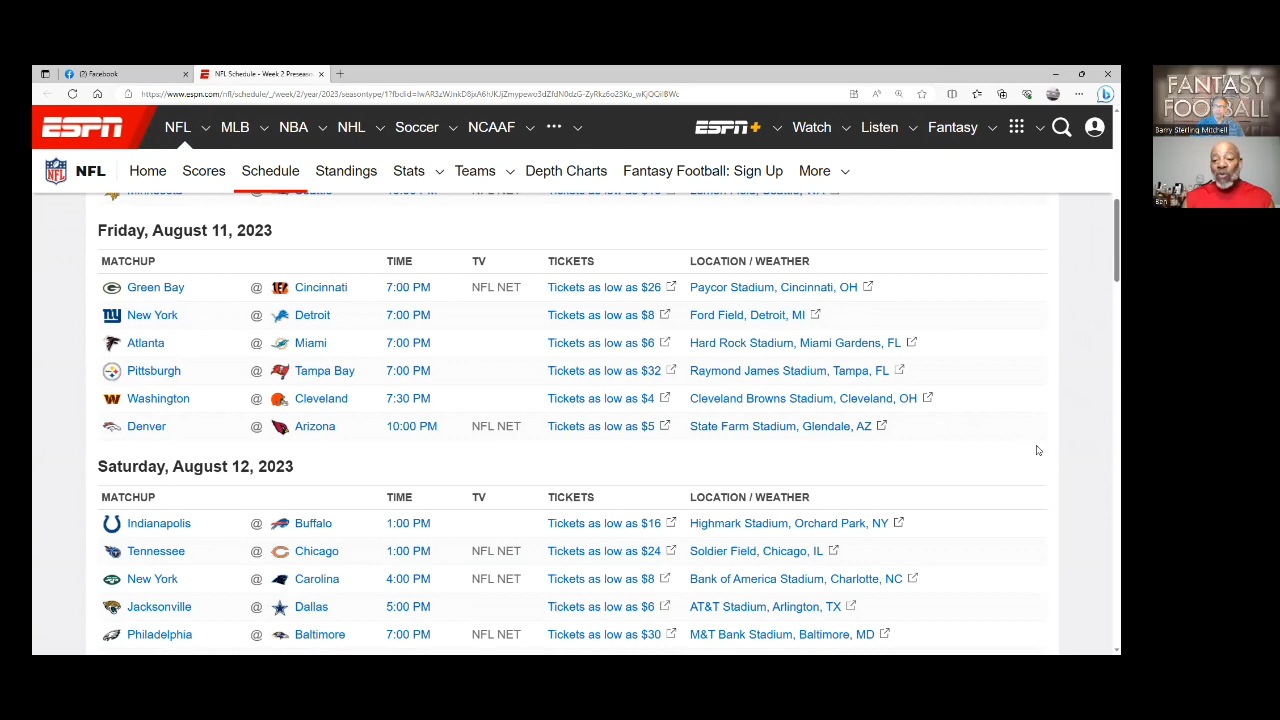 (2) Facebook
NFL Schedule - Week 2 Preseaso
ESPN
NFL MLB NBA NHL Soccer NCAAF ••• ESPN+ Watch Listen Fantasy
NFL Home Scores Schedule Standings Stats Teams Depth Charts Fantasy Football: Sign Up More
Friday, August 11, 2023
MATCHUP TIME TV TICKETS LOCATION / WEATHER
Green Bay @ Cincinnati 7:00 PM NFL NET Tickets as low as $26 Paycor Stadium, Cincinnati, OH
New York @ Detroit 7:00 PM Tickets as low as $8 Ford Field, Detroit, MI
Atlanta @ Miami 7:00 PM Tickets as low as $6 Hard Rock Stadium, Miami Gardens, FL
Pittsburgh @ Tampa Bay 7:00 PM Tickets as low as $32 Raymond James Stadium, Tampa, FL
Washington @ Cleveland 7:30 PM Tickets as low as $4 Cleveland Browns Stadium, Cleveland, OH
Denver @ Arizona 10:00 PM NFL NET Tickets as low as $5 State Farm Stadium, Glendale, AZ
Saturday, August 12, 2023
MATCHUP TIME TV TICKETS LOCATION / WEATHER
Indianapolis @ Buffalo 1:00 PM Tickets as low as $16 Highmark Stadium, Orchard Park, NY
Tennessee @ Chicago 1:00 PM NFL NET Tickets as low as $24 Soldier Field, Chicago, IL
New York @ Carolina 4:00 PM NFL NET Tickets as low as $8 Bank of America Stadium, Charlotte, NC
Jacksonville @ Dallas 5:00 PM Tickets as low as $6 AT&T Stadium, Arlington, TX
Philadelphia @ Baltimore 7:00 PM NFL NET Tickets as low as $30 M&T Bank Stadium, Baltimore, MD
FANTASY
FOOTBALL
Barry Sterling Mitchell
Ben